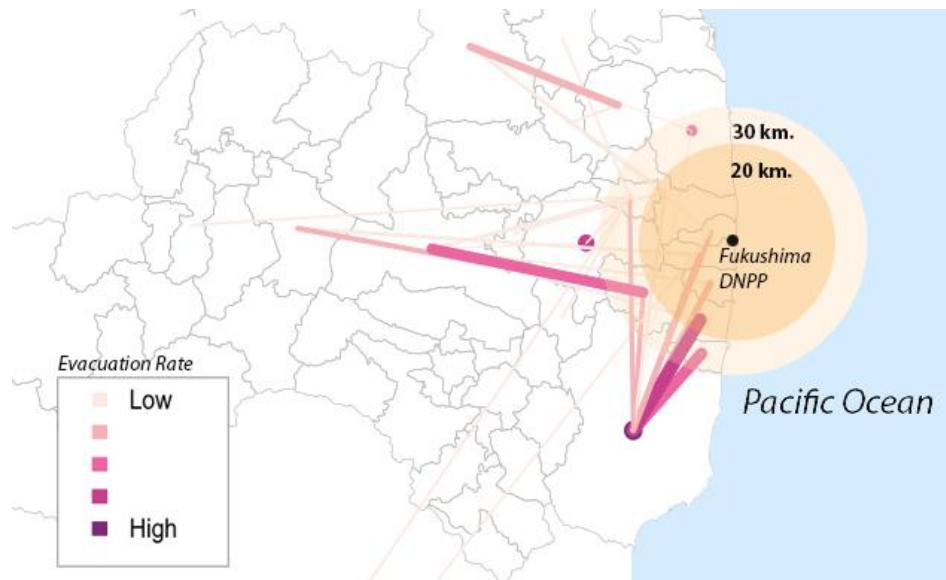 30 km.
20 km.
Fukushima
DNPP
Evacuation Rate
Low
High
Pacific Ocean